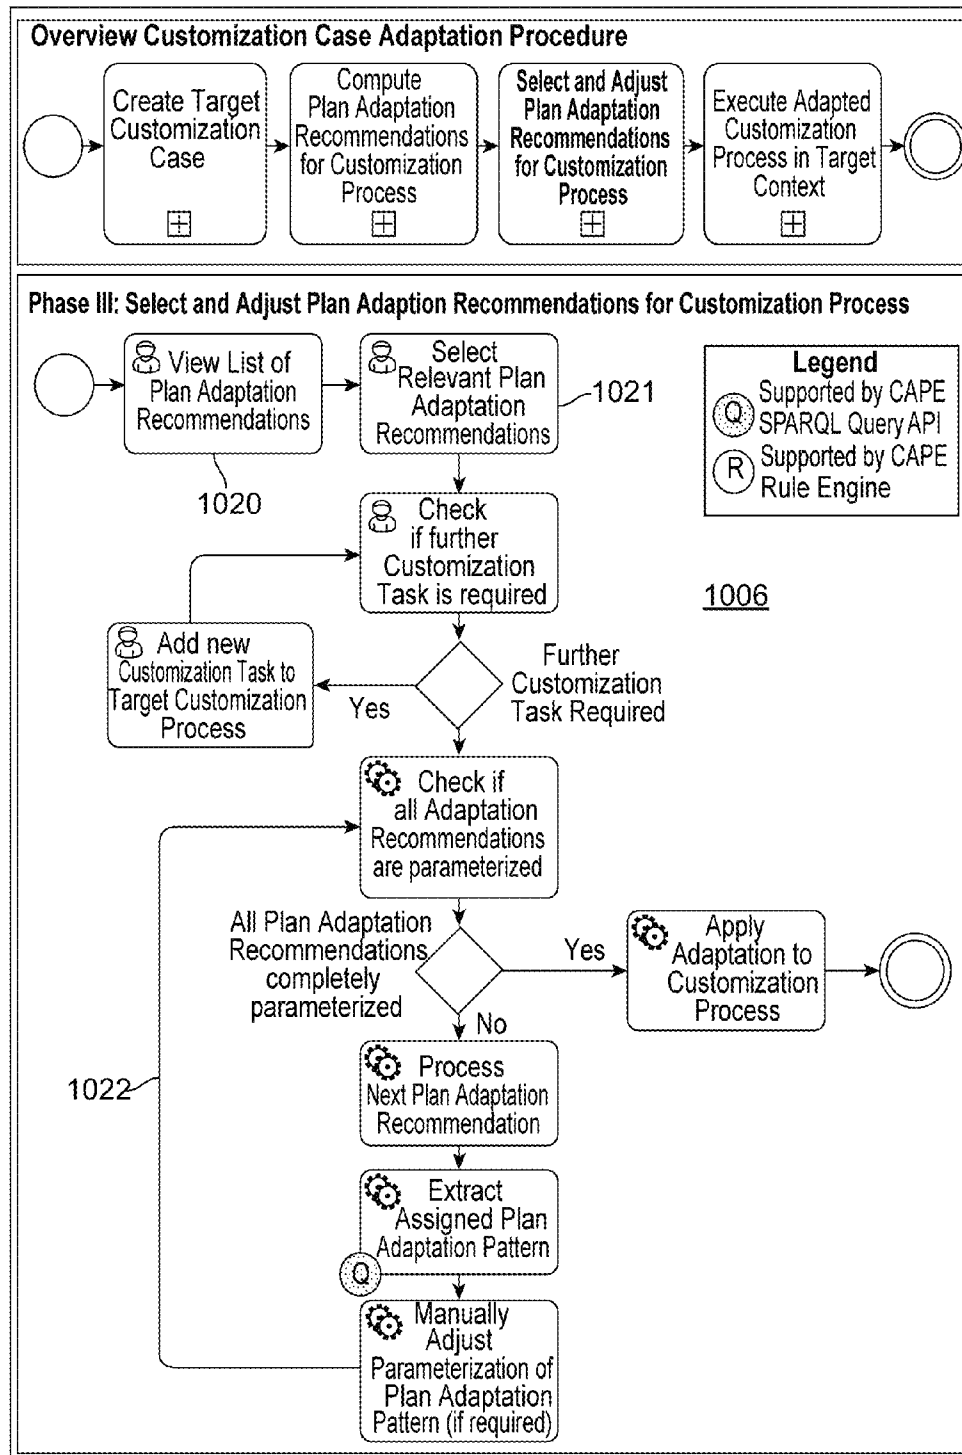 Overview Customization Case Adaptation Procedure
Create Target
Customization
Case
Compute
Plan Adaptation
Recommendations
for Customization
Process
Select and Adjust
Plan Adaptation
Recommendations
for Customization
Process
Execute Adapted
Customization
Process in Target
Context
Phase III: Select and Adjust Plan Adaption Recommendations for Customization Process
View List of
Plan Adaptation
Recommendations
1020
Select
Relevant Plan
Adaptation
Recommendations
1021
Legend
Q Supported by CAPE
SPARQL Query API
R Supported by CAPE
Rule Engine
1006
Check
if further
Customization
Task is required
Add new
Customization Task to
Target Customization
Process
Yes
Further
Customization
Task Required
Check if
all Adaptation
Recommendations
are parameterized
All Plan Adaptation
Recommendations
completely
parameterized
Yes
Apply
Adaptation to
Customization
Process
No
1022
Process
Next Plan Adaptation
Recommendation
Extract
Assigned Plan
Adaptation Pattern
Q
Manually
Adjust
Parameterization of
Plan Adaptation
Pattern (if required)